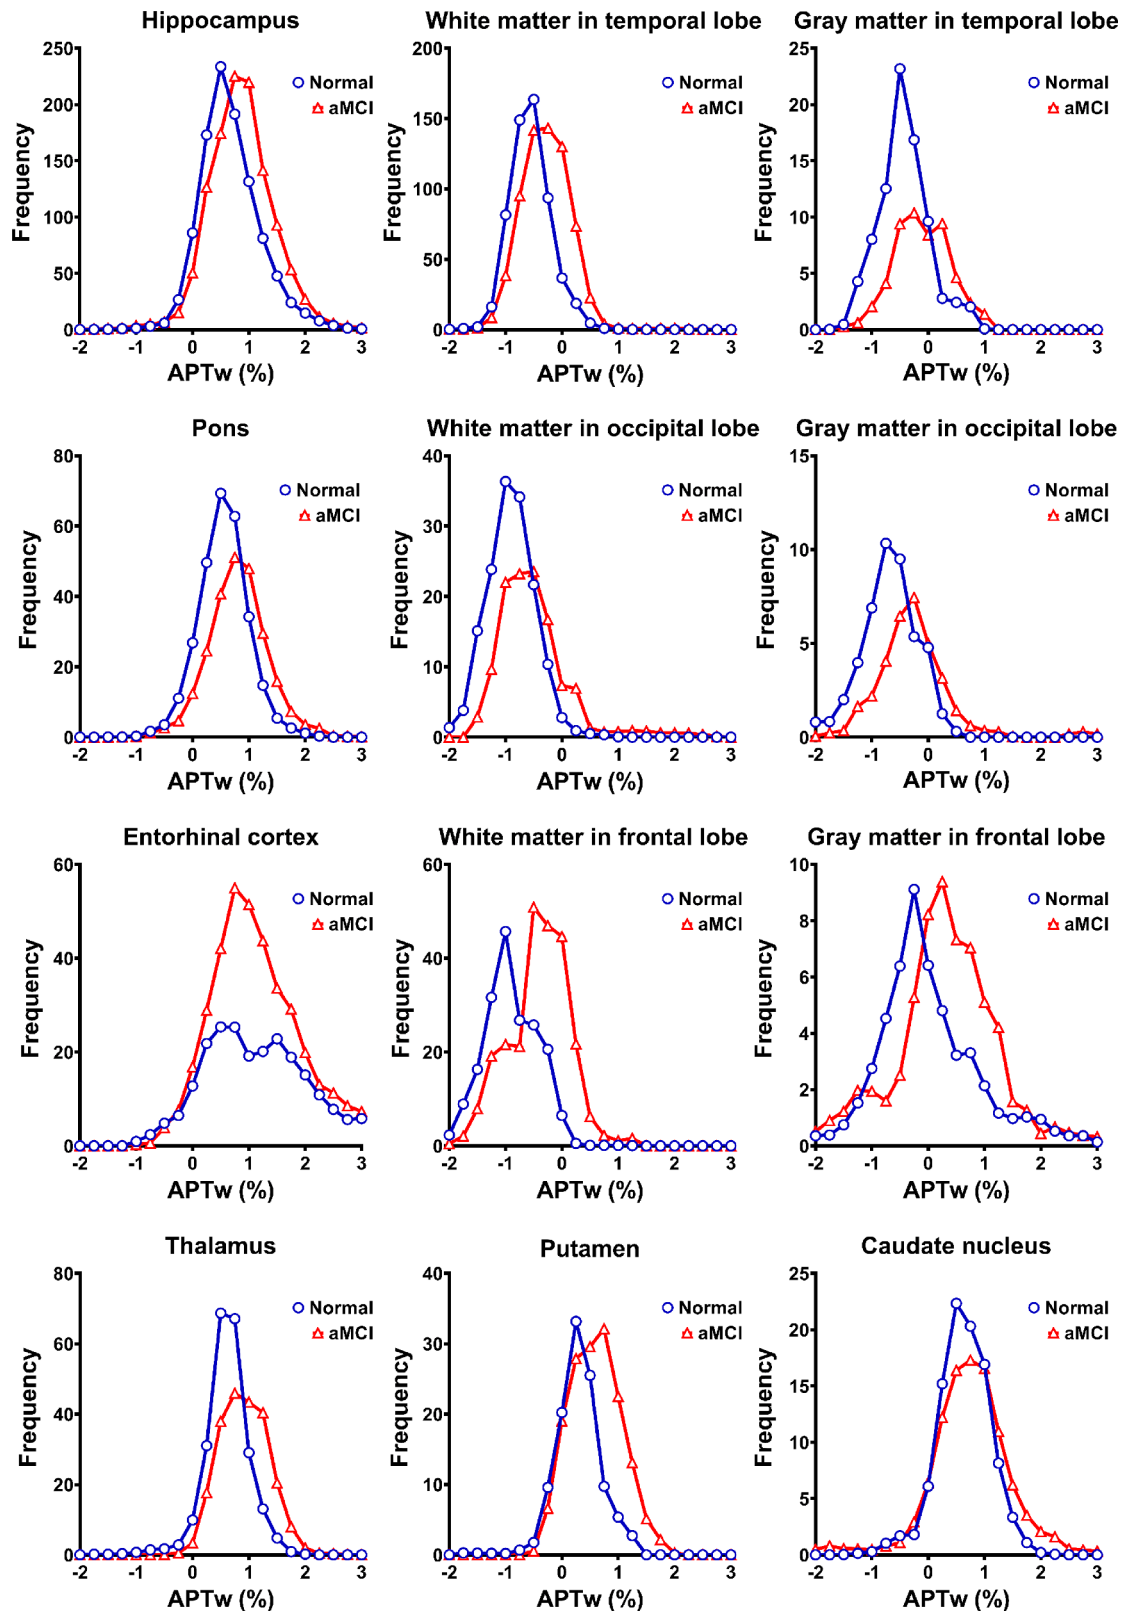 Hippocampus
250
200
150
100
50
0
-2 -1 0 1 2 3
Frequency
APTw (%)
Normal
aMCI
White matter in temporal lobe
200
150
100
50
0
-2 -1 0 1 2 3
Frequency
APTw (%)
Normal
aMCI
Gray matter in temporal lobe
25
20
15
10
5
0
-2 -1 0 1 2 3
Frequency
APTw (%)
Normal
aMCI
Pons
80
60
40
20
0
-2 -1 0 1 2 3
Frequency
APTw (%)
Normal
aMCI
White matter in occipital lobe
40
30
20
10
0
-2 -1 0 1 2 3
Frequency
APTw (%)
Normal
aMCI
Gray matter in occipital lobe
15
10
5
0
-2 -1 0 1 2 3
Frequency
APTw (%)
Normal
aMCI
Entorhinal cortex
60
40
20
0
-2 -1 0 1 2 3
Frequency
APTw (%)
Normal
aMCI
White matter in frontal lobe
60
40
20
0
-2 -1 0 1 2 3
Frequency
APTw (%)
Normal
aMCI
Gray matter in frontal lobe
10
8
6
4
2
0
-2 -1 0 1 2 3
Frequency
APTw (%)
Normal
aMCI
Thalamus
80
60
40
20
0
-2 -1 0 1 2 3
Frequency
APTw (%)
Normal
aMCI
Putamen
40
30
20
10
0
-2 -1 0 1 2 3
Frequency
APTw (%)
Normal
aMCI
Caudate nucleus
25
20
15
10
5
0
-2 -1 0 1 2 3
Frequency
APTw (%)
Normal
aMCI